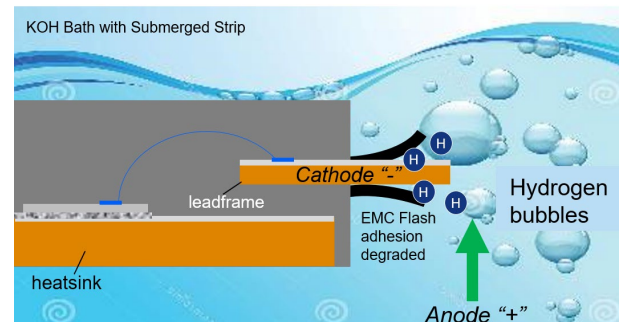 KOH Bath with Submerged Strip
H
H
Cathode “-”
H
H
leadframe
EMC Flash
adhesion
degraded
Hydrogen
bubbles
heatsink
Anode “+”